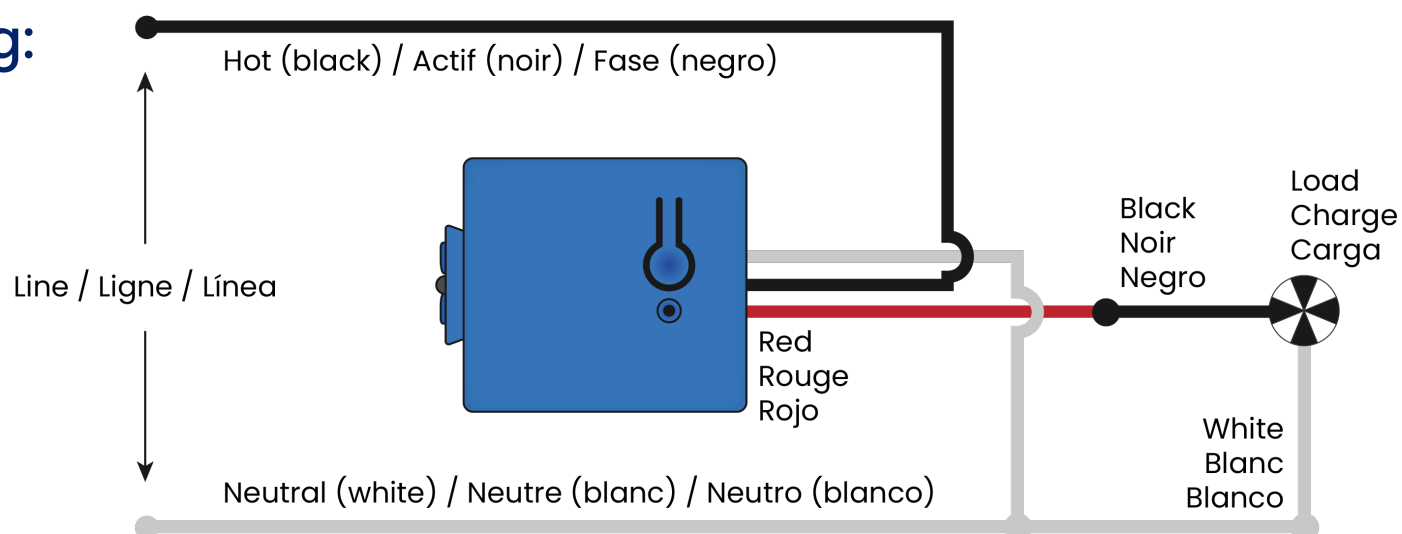 g:
Hot (black) / Actif (noir) / Fase (negro)
Line / Ligne / Línea
Red
Rouge
Rojo
Black
Noir
Negro
Load
Charge
Carga
White
Blanc
Blanco
Neutral (white) / Neutre (blanc) / Neutro (blanco)